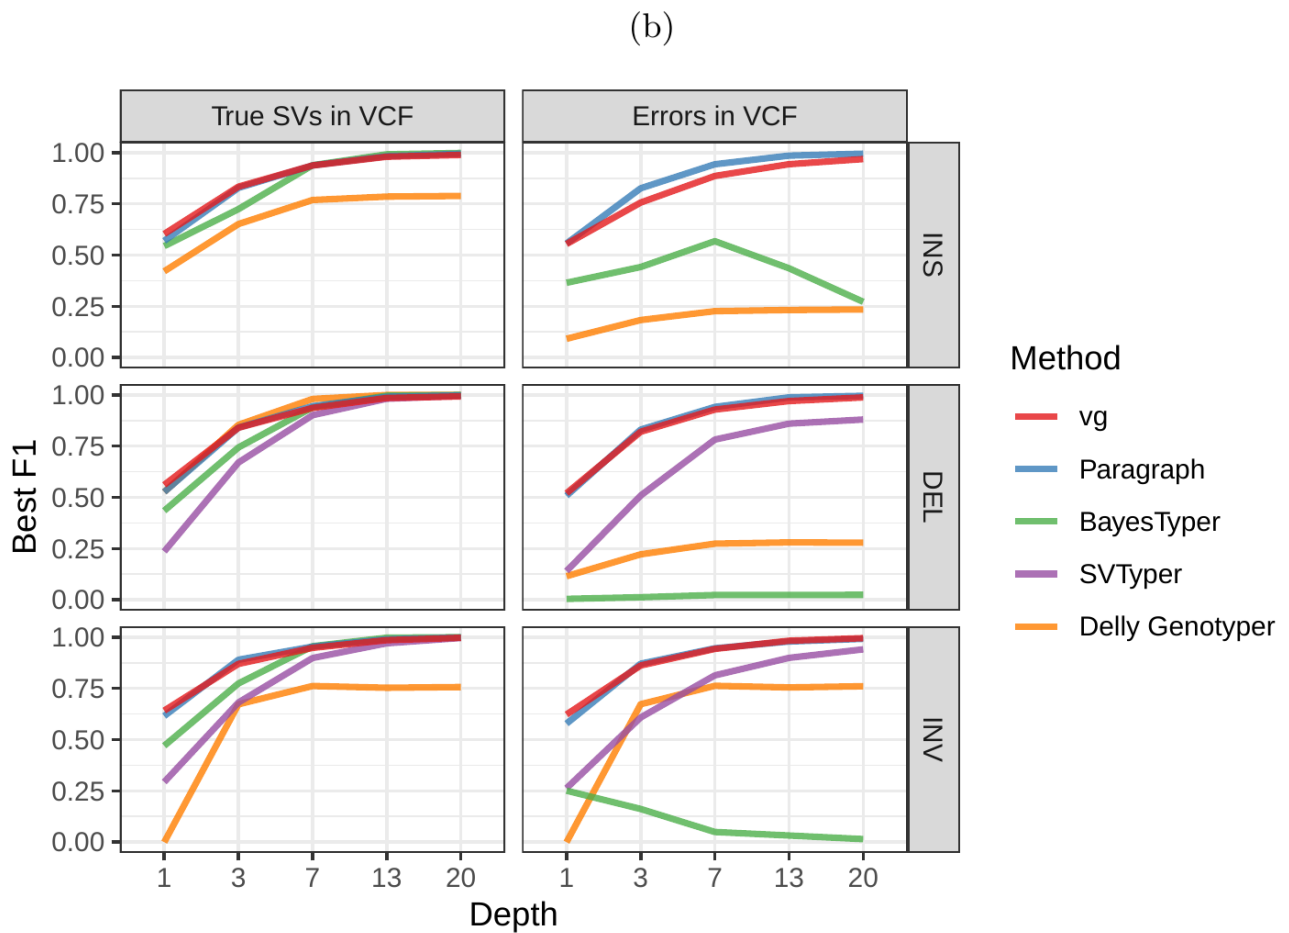 (b)
True SVs in VCF
Errors in VCF
1.00
0.75
0.50
0.25
0.00
INS
1.00
0.75
0.50
0.25
0.00
DEL
1.00
0.75
0.50
0.25
0.00
INV
1 3 7 13 20
1 3 7 13 20
Depth
Best F1
Method
vg
Paragraph
BayesTyper
SVTyper
Delly Genotyper